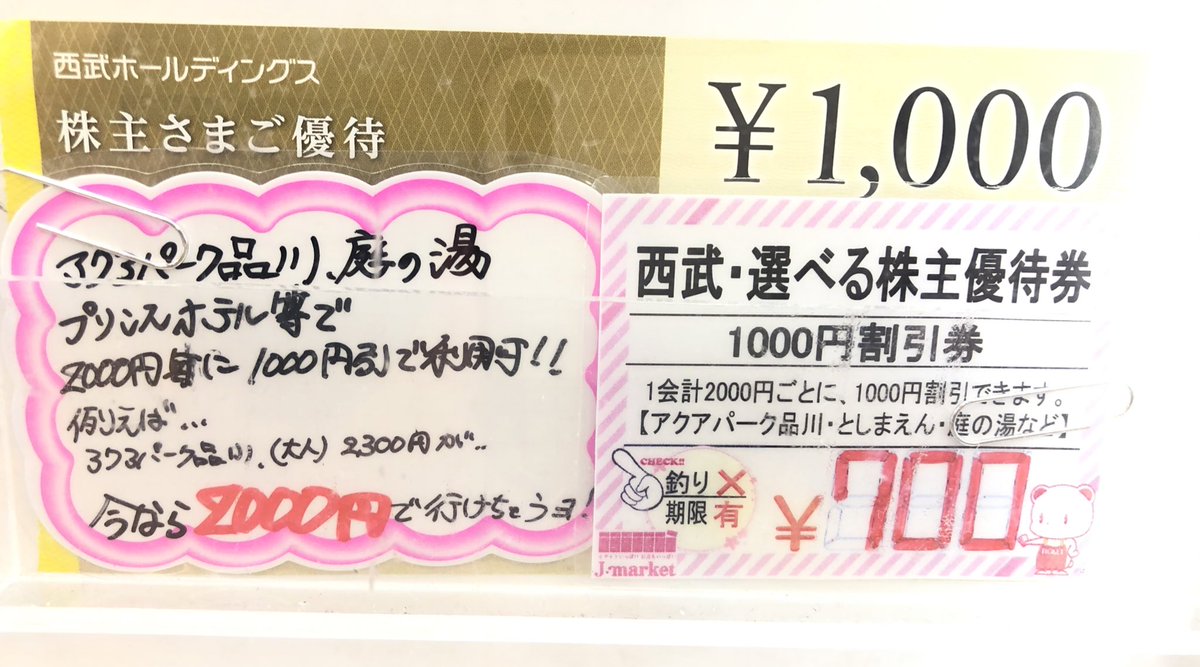 西武ホールディングス
株主さまご優待
¥1,000
アクアパーク品川、庭の湯
プリンスホテル等で
2000円毎に1000円引で利用可!!
例えば…
アクアパーク品川、(大人)2,300円が…
今なら2000円で行けちゃうヨ!
西武・選べる株主優待券
1000円割引券
1会計2000円ごとに、1000円割引できます。
【アクアパーク品川・としまえん・庭の湯など】
CHECK!!
釣り×
期限 有
¥700
J・market